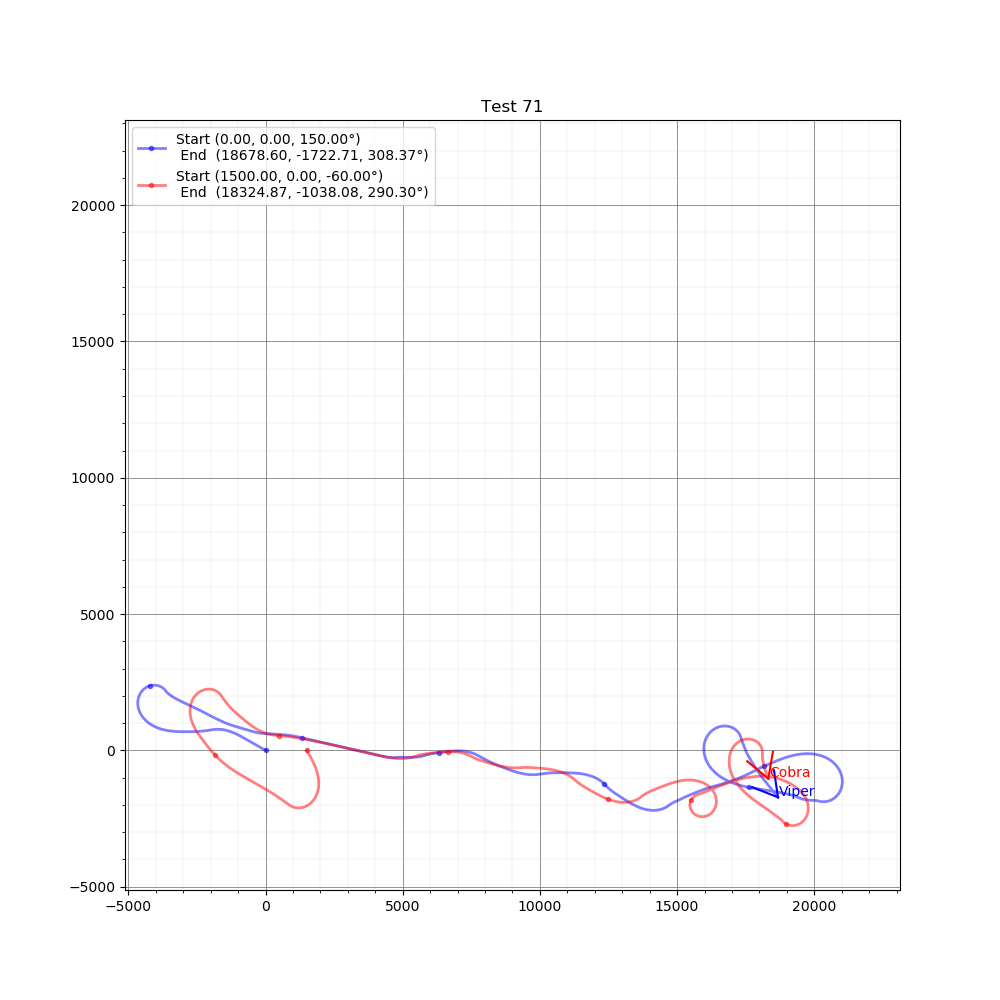 Test 71
Start (0.00, 0.00, 150.00°)
End (18678.60, -1722.71, 308.37°)
Start (1500.00, 0.00, -60.00°)
End (18324.87, -1038.08, 290.30°)
20000
15000
10000
5000
0
−5000
Cobra
Viper
−5000 0 5000 10000 15000 20000